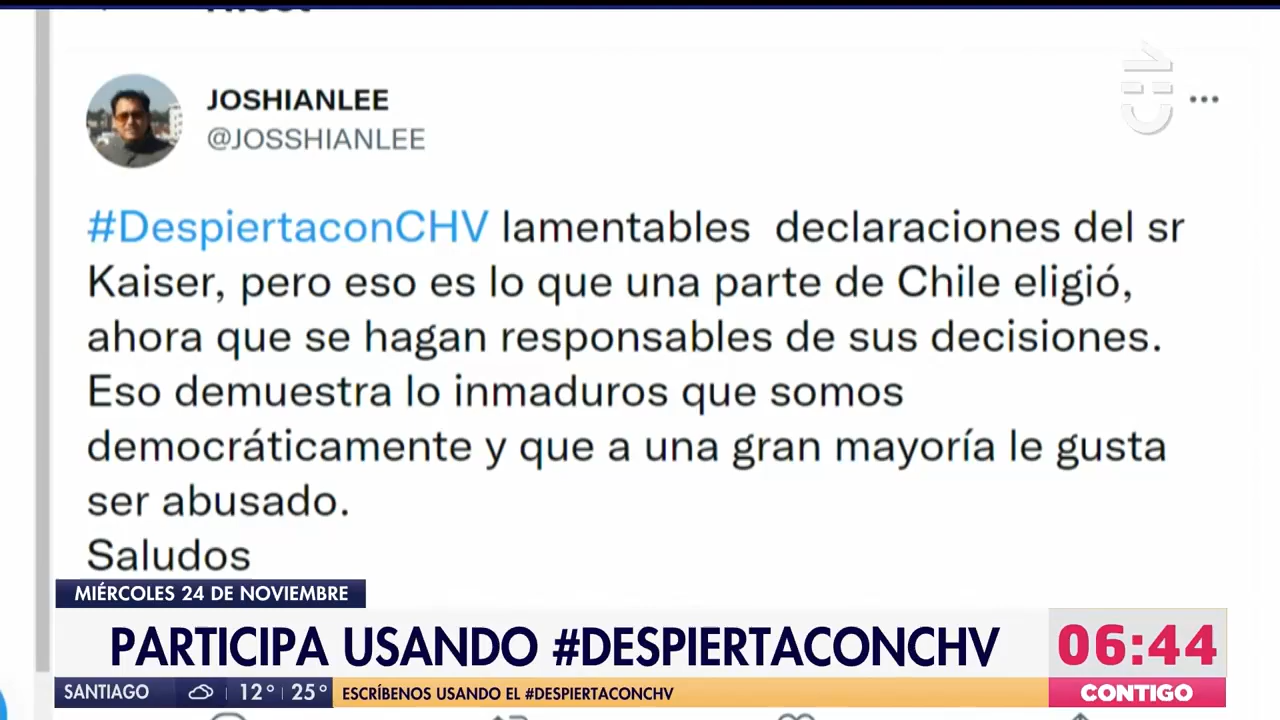 JOSHIANLEE
@JOSSHIANLEE
#DespiertaconCHV lamentables declaraciones del sr
Kaiser, pero eso es lo que una parte de Chile eligió,
ahora que se hagan responsables de sus decisiones.
Eso demuestra lo inmaduros que somos
democráticamente y que a una gran mayoría le gusta
ser abusado.
Saludos
MIÉRCOLES 24 DE NOVIEMBRE
PARTICIPA USANDO #DESPIERTACONCHV
06:44
SANTIAGO 12° 25° ESCRÍBENOS USANDO EL #DESPIERTACONCHV
CONTIGO